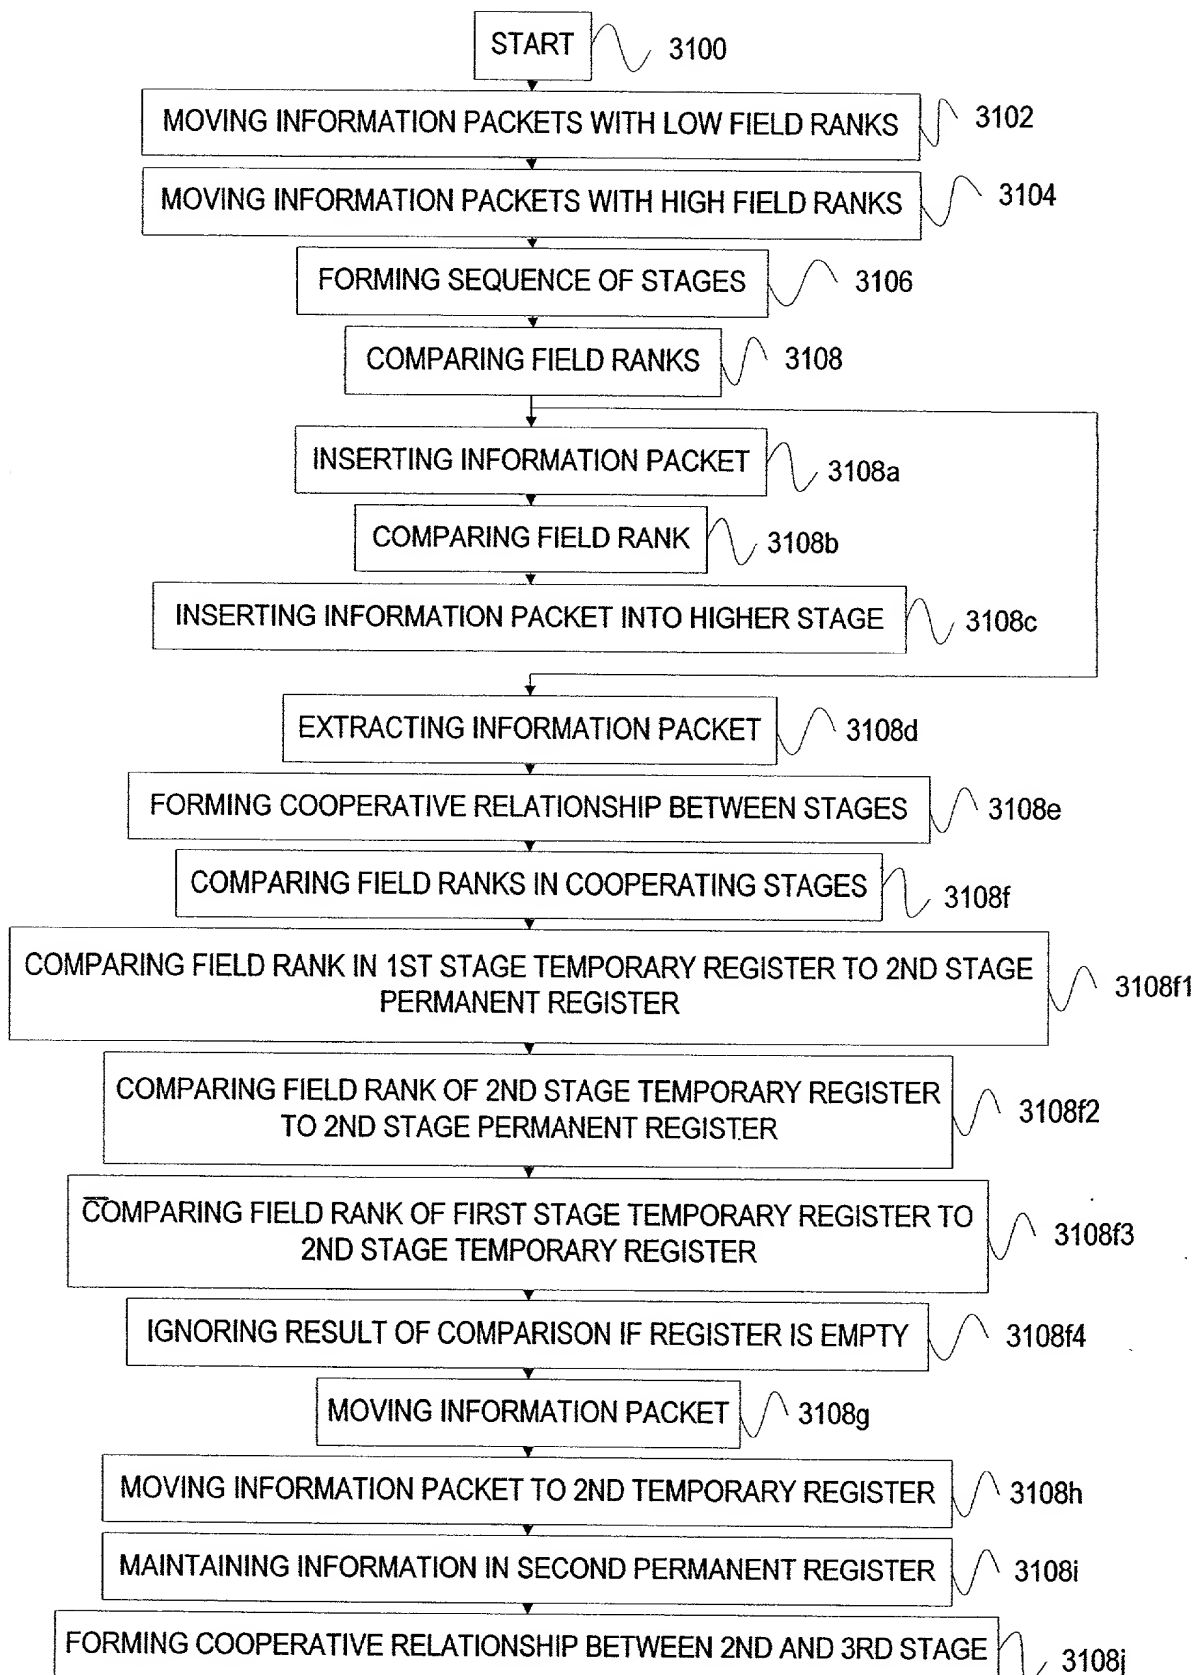 START
3100
MOVING INFORMATION PACKETS WITH LOW FIELD RANKS
3102
MOVING INFORMATION PACKETS WITH HIGH FIELD RANKS
3104
FORMING SEQUENCE OF STAGES
3106
COMPARING FIELD RANKS
3108
INSERTING INFORMATION PACKET
3108a
COMPARING FIELD RANK
3108b
INSERTING INFORMATION PACKET INTO HIGHER STAGE
3108c
EXTRACTING INFORMATION PACKET
3108d
FORMING COOPERATIVE RELATIONSHIP BETWEEN STAGES
3108e
COMPARING FIELD RANKS IN COOPERATING STAGES
3108f
COMPARING FIELD RANK IN 1ST STAGE TEMPORARY REGISTER TO 2ND STAGE
PERMANENT REGISTER
3108f1
COMPARING FIELD RANK OF 2ND STAGE TEMPORARY REGISTER
TO 2ND STAGE PERMANENT REGISTER
3108f2
COMPARING FIELD RANK OF FIRST STAGE TEMPORARY REGISTER TO
2ND STAGE TEMPORARY REGISTER
3108f3
IGNORING RESULT OF COMPARISON IF REGISTER IS EMPTY
3108f4
MOVING INFORMATION PACKET
3108g
MOVING INFORMATION PACKET TO 2ND TEMPORARY REGISTER
3108h
MAINTAINING INFORMATION IN SECOND PERMANENT REGISTER
3108i
FORMING COOPERATIVE RELATIONSHIP BETWEEN 2ND AND 3RD STAGE
3108j